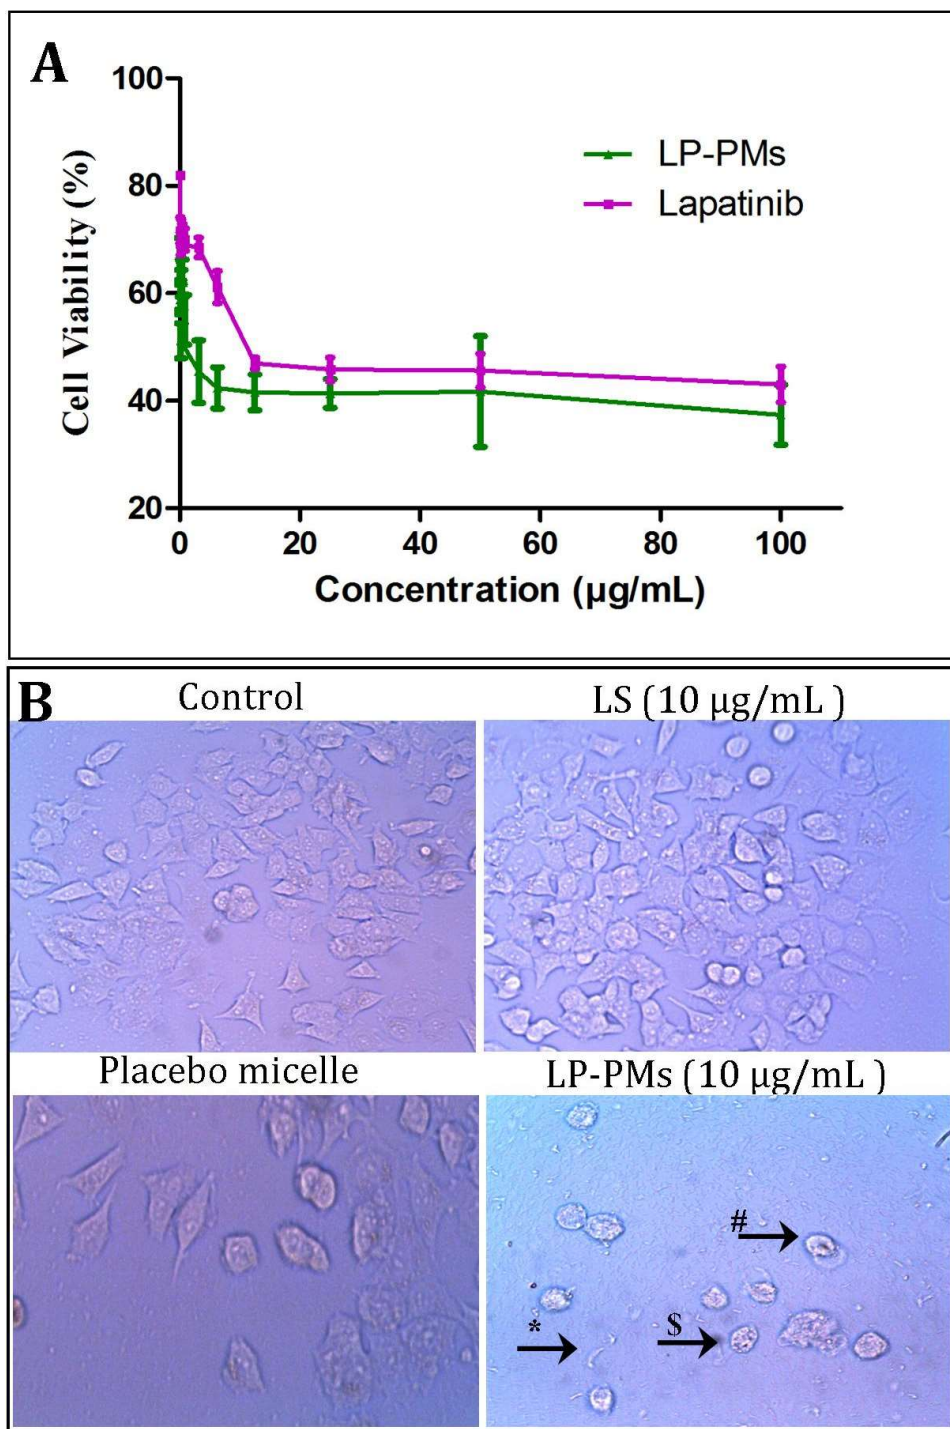 A
100
80
60
40
20
Cell Viability (%)
LP-PMs
Lapatinib
0 20 40 60 80 100
Concentration (µg/mL)
B
Control
LS (10 µg/mL )
Placebo micelle
LP-PMs (10 µg/mL )
#
*
$